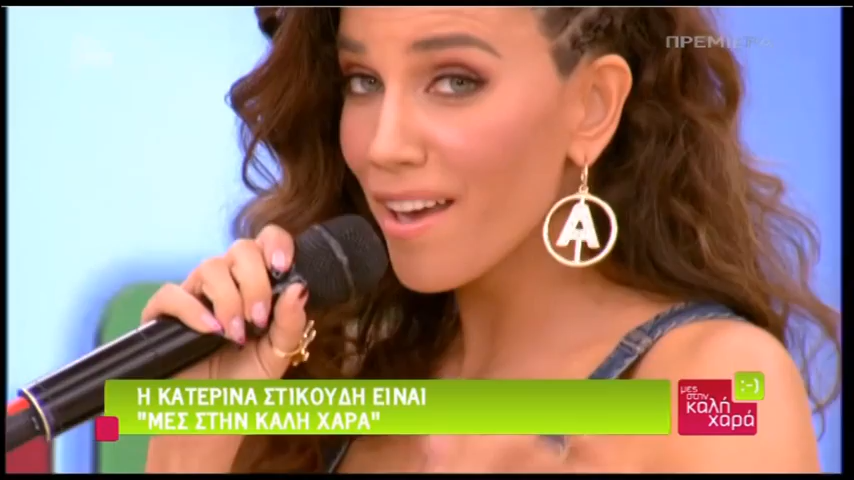 ΠΡΕΜΙΕΡΑ
A
Η ΚΑΤΕΡΙΝΑ ΣΤΙΚΟΥΔΗ ΕΙΝΑΙ
"ΜΕΣ ΣΤΗΝ ΚΑΛΗ ΧΑΡΑ"
:-)
μες
στην
καλή
χαρά